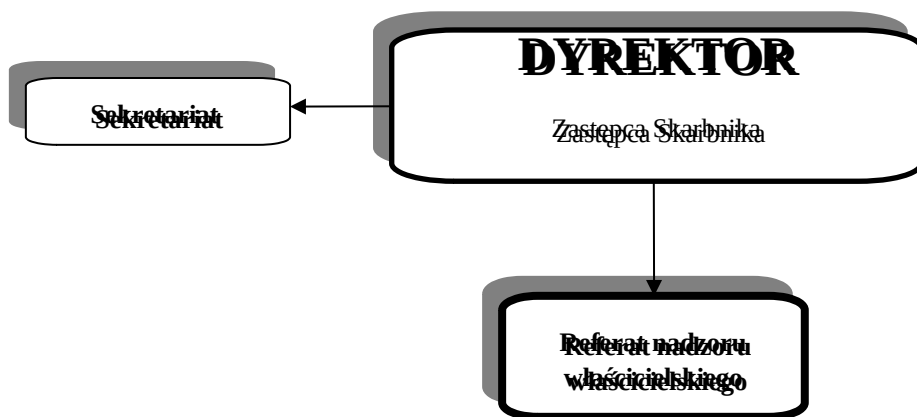 DYREKTOR
Zastępca Skarbnika
Sekretariat
Referat nadzoru
właścicielskiego